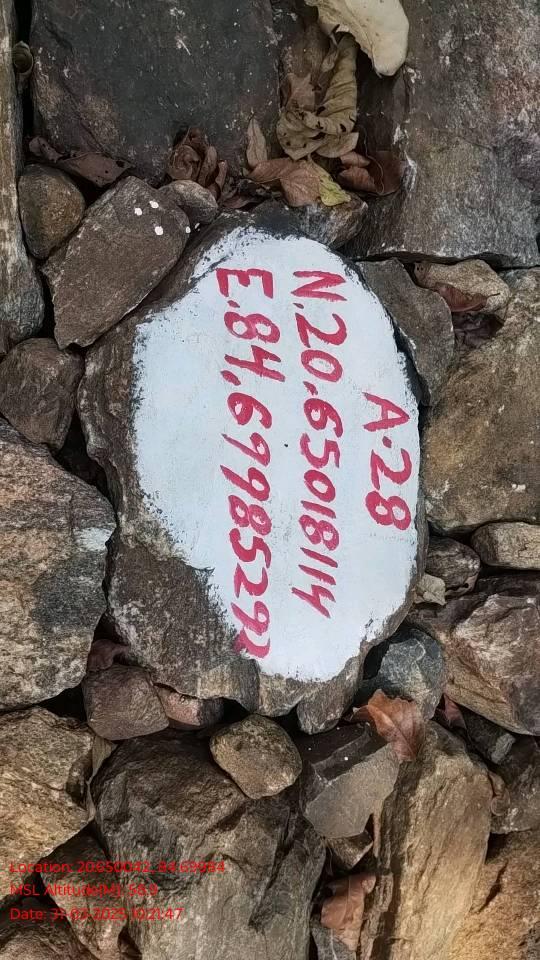 A.28
N.20.65018114
E.84.69985292
Location: 20.650042, 84.69984
MSL Altitude[M]: 56.9
Date: 31-03-2025 10:21:47